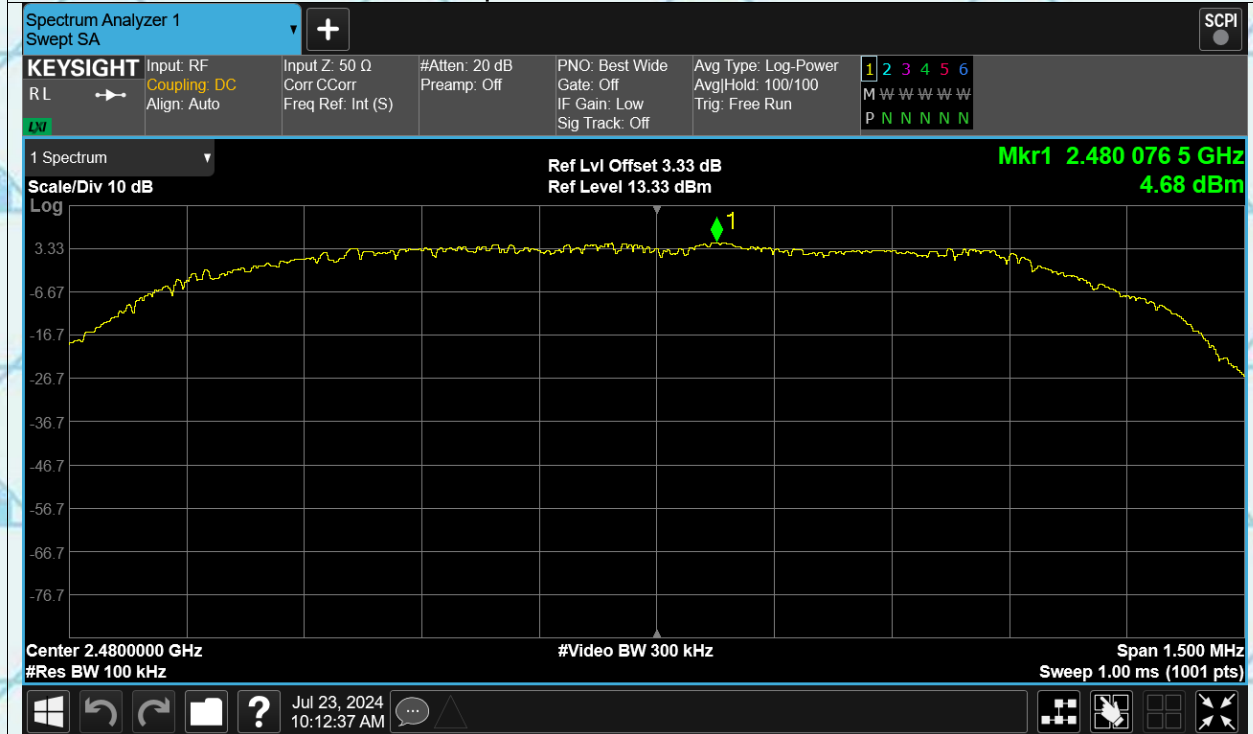 Spectrum Analyzer 1
Swept SA
SCPI
KEYSIGHT
R L
LXI
Input: RF
Coupling: DC
Align: Auto
Input Z: 50 Ω
Corr CCorr
Freq Ref: Int (S)
#Atten: 20 dB
Preamp: Off
PNO: Best Wide
Gate: Off
IF Gain: Low
Sig Track: Off
Avg Type: Log-Power
Avg|Hold: 100/100
Trig: Free Run
1 2 3 4 5 6
M W W W W W
P N N N N N
1 Spectrum
Scale/Div 10 dB
Log
Ref Lvl Offset 3.33 dB
Ref Level 13.33 dBm
Mkr1 2.480 076 5 GHz
4.68 dBm
1
3.33
-6.67
-16.7
-26.7
-36.7
-46.7
-56.7
-66.7
-76.7
Center 2.4800000 GHz
#Res BW 100 kHz
#Video BW 300 kHz
Span 1.500 MHz
Sweep 1.00 ms (1001 pts)
?
Jul 23, 2024
10:12:37 AM